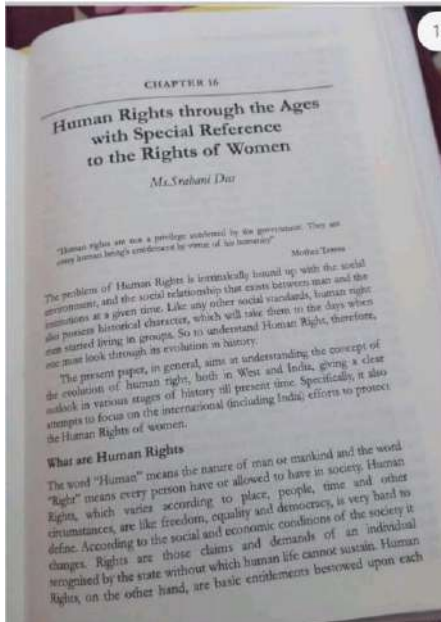 CHAPTER 16
Human Rights through the Ages
with Special Reference
to the Rights of Women
Ms.Srabani Das
"Human rights are not a privilege conferred by the government. They are
every human being's entitlement by virtue of his humanity"
Mother Teresa
The problem of Human Rights is intrinsically bound up with the social
environment, and the social relationship that exists between man and the
institutions at a given time. Like any other social standards, human right
also possess historical character, which will take them to the days when
men started living in groups. So to understand Human Right, therefore,
one must look through its evolution in history.
The present paper, in general, aims at understanding the concept of
the evolution of human right, both in West and India, giving a clear
outlook in various stages of history till present time. Specifically, it also
attempts to focus on the international (including India) efforts to protect
the Human Rights of women.
What are Human Rights
The word "Human" means the nature of man or mankind and the word
"Right" means every person have or allowed to have in society. Human
Rights, which varies according to place, people, time and other
circumstances, are like freedom, equality and democracy, is very hard to
define. According to the social and economic conditions of the society it
changes. Rights are those claims and demands of an individual
recognised by the state without which human life cannot sustain. Human
Rights, on the other hand, are basic entitlements bestowed upon each